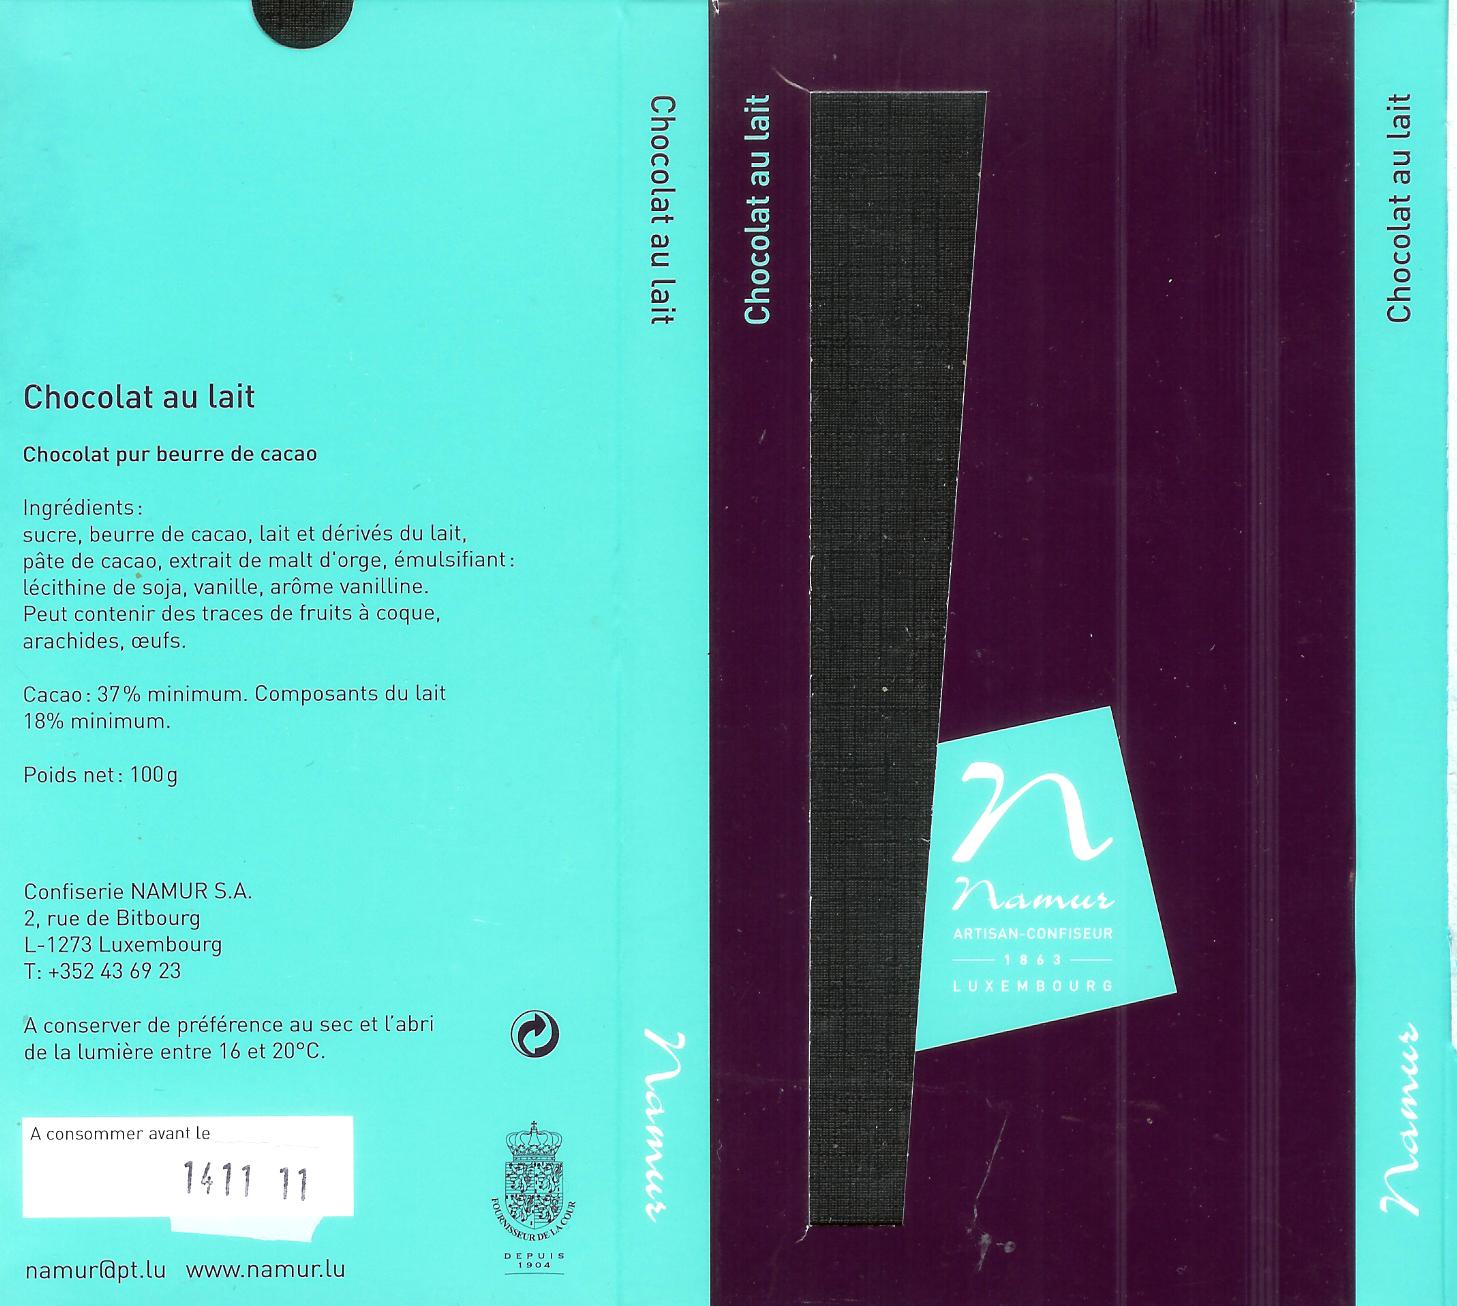 Chocolat au lait
Chocolat pur beurre de cacao
Ingrédients:
sucre, beurre de cacao, lait et dérivés du lait,
pâte de cacao, extrait de malt d'orge, émulsifiant:
lécithine de soja, vanille, arôme vanilline.
Peut contenir des traces de fruits à coque,
arachides, œufs.
Cacao: 37% minimum. Composants du lait
18% minimum.
Poids net: 100g
Confiserie NAMUR S.A.
2, rue de Bitbourg
L-1273 Luxembourg
T: +352 43 69 23
A conserver de préférence au sec et l'abri
de la lumière entre 16 et 20°C.
A consommer avant le
1411 11
FOURNISSEUR DE LA COUR
DEPUIS
1904
namur@pt.lu www.namur.lu
Chocolat au lait
Namur
Chocolat au lait
N
Namur
ARTISAN-CONFISEUR
1863
LUXEMBOURG
Chocolat au lait
Namur